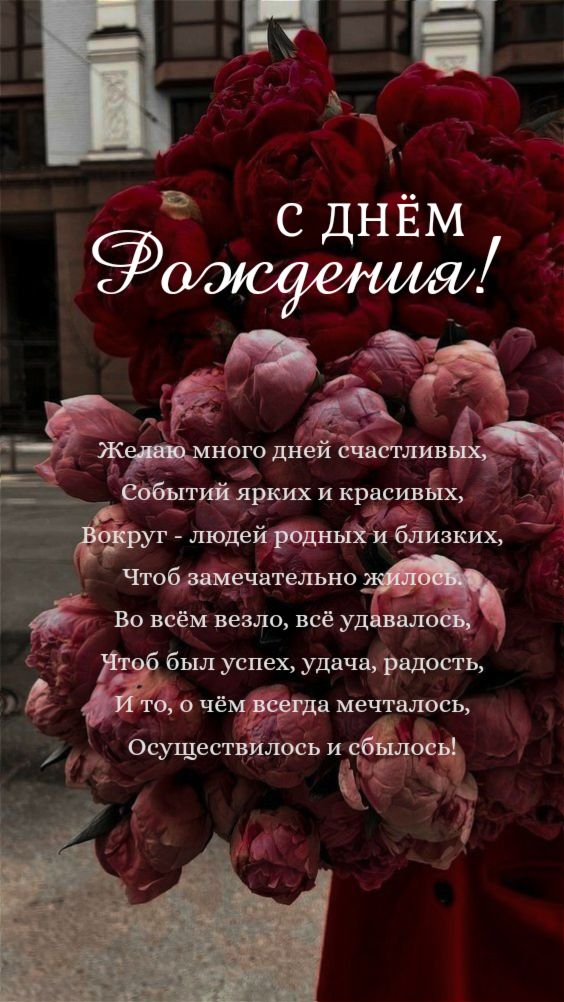 с днём
Рождения!
Желаю много дней счастливых,
Событий ярких и красивых,
Вокруг - людей родных и близких,
Чтоб замечательно жилось.
Во всём везло, всё удавалось,
Чтоб был успех, удача, радость,
И то, о чём всегда мечталось,
Осуществилось и сбылось!